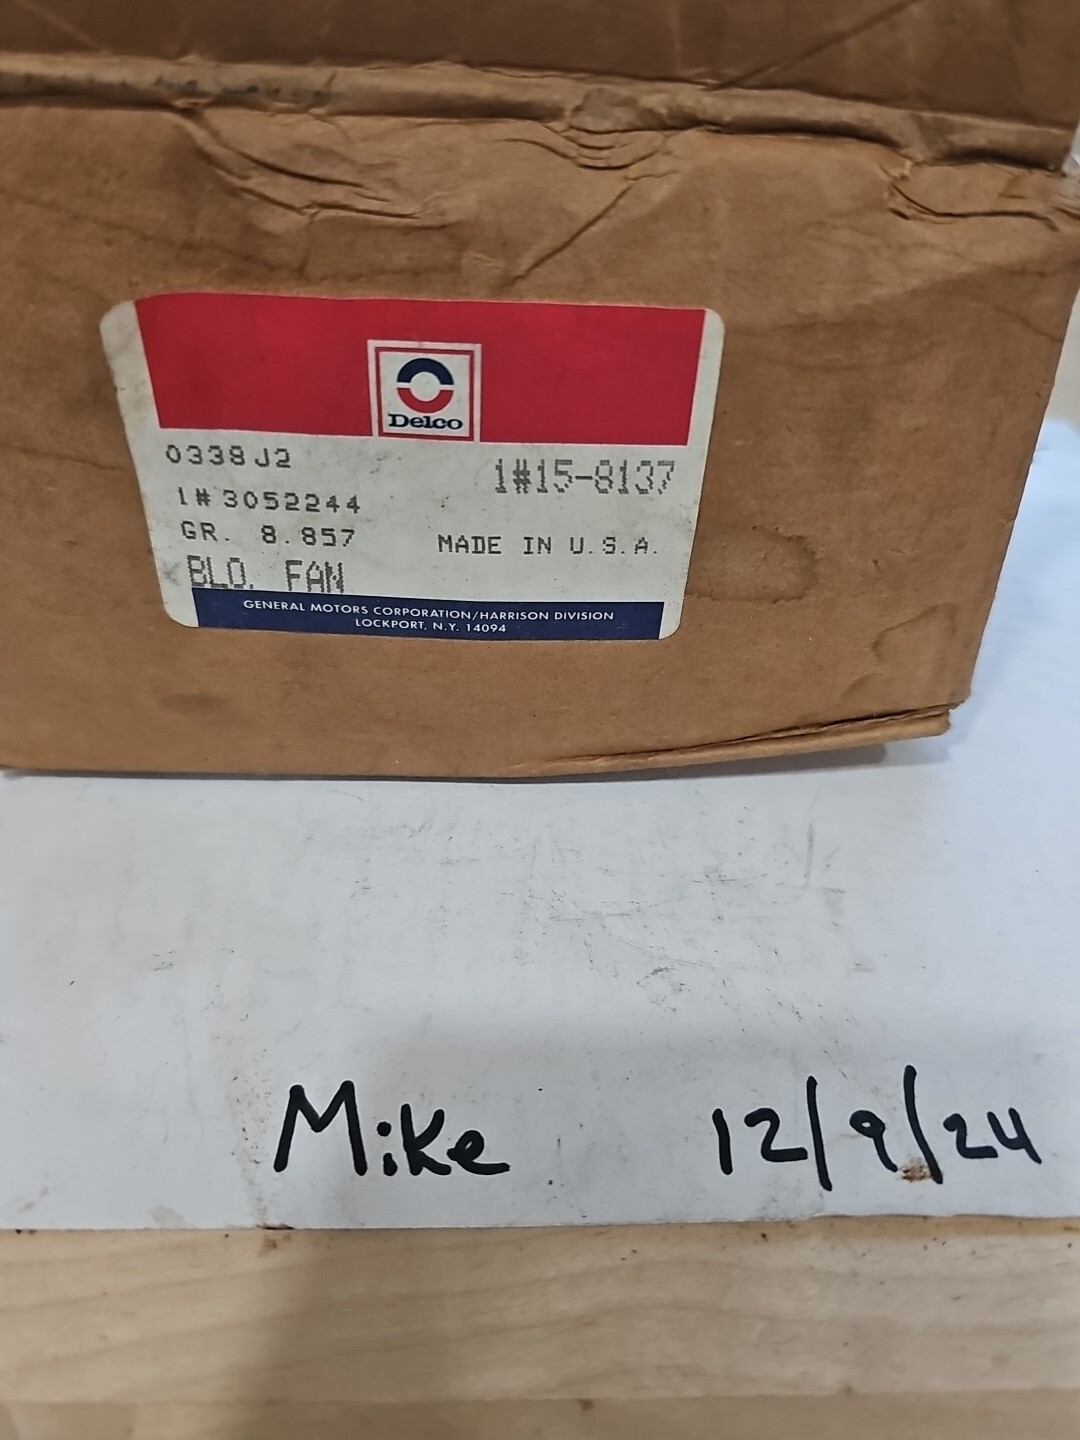 Delco
0338J2
1#15-8137
1#3052244
GR. 8.857
MADE IN U.S.A.
BLO. FAN
GENERAL MOTORS CORPORATION/HARRISON DIVISION
LOCKPORT, N.Y. 14094
Mike 12/9/24